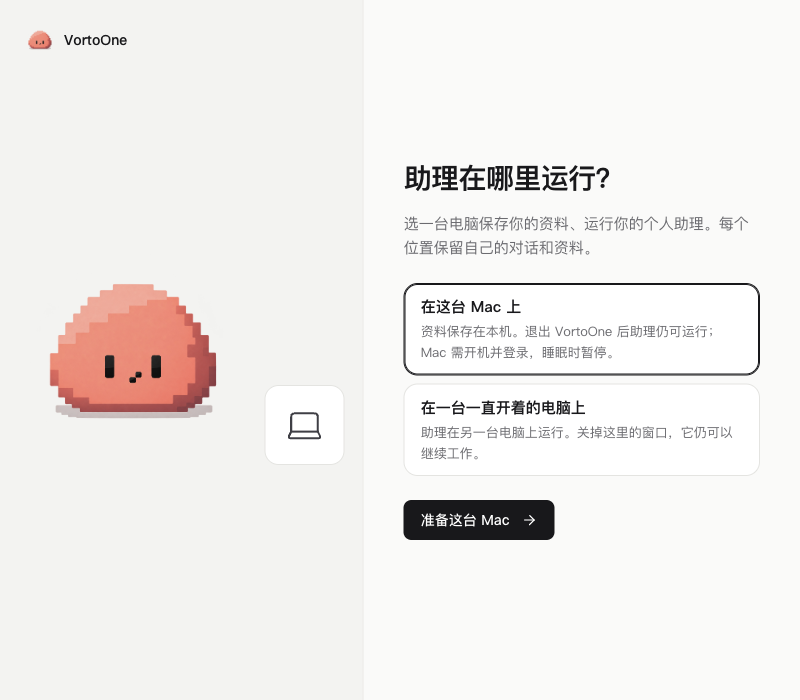 VortoOne
助理在哪里运行?
选一台电脑保存你的资料、运行你的个人助理。每个
位置保留自己的对话和资料。
在这台 Mac 上
资料保存在本机。退出 VortoOne 后助理仍可运行；
Mac 需开机并登录，睡眠时暂停。
在一台一直开着的电脑上
助理在另一台电脑上运行。关掉这里的窗口，它仍可以
继续工作。
准备这台 Mac →